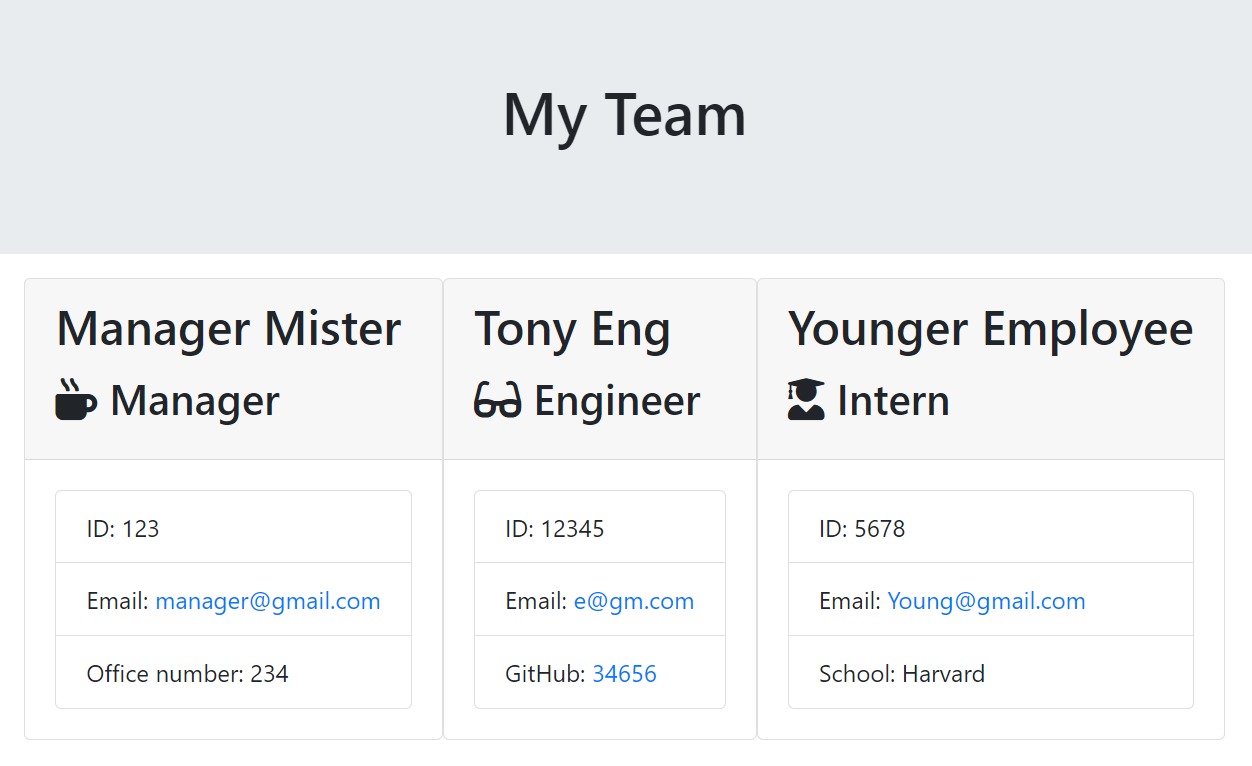 My Team
Manager Mister
Manager
ID: 123
Email: manager@gmail.com
Office number: 234
Tony Eng
Engineer
ID: 12345
Email: e@gm.com
GitHub: 34656
Younger Employee
Intern
ID: 5678
Email: Young@gmail.com
School: Harvard